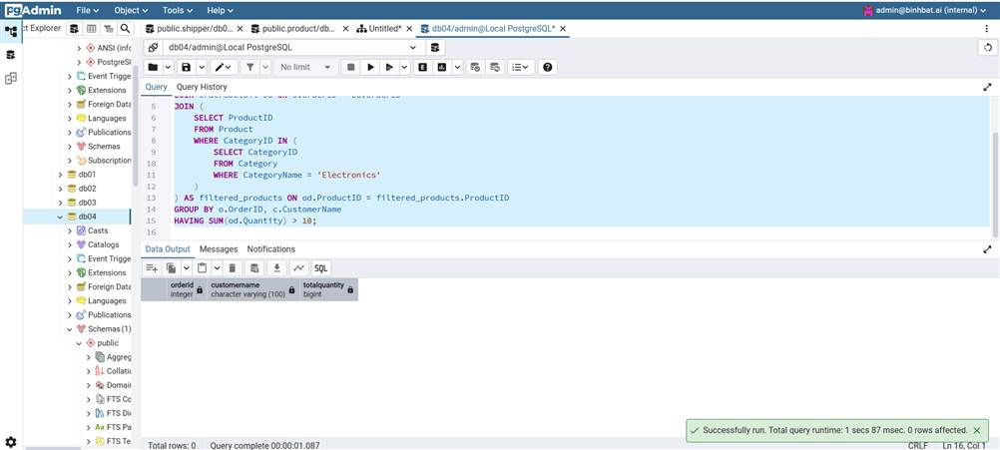 pgAdmin File Object Tools Help admin@binhbat.ai (internal)
ct Explorer public.shipper/db0... public.product/db... Untitled* db04/admin@Local PostgreSQL*
db04/admin@Local PostgreSQL
No limit
Query Query History
ANSI (info
PostgreS
Event Trigge
Extensions
Foreign Data
Languages
Publications
Schemas
Subscription
db01
db02
db03
db04
Casts
Catalogs
Event Trigge
Extensions
Foreign Data
Languages
Publications
Schemas (1)
public
Aggreg
Collatio
Domai
FTS Co
FTS Di
FTS Pa
FTS Te
5 JOIN (
6 SELECT ProductID
7 FROM Product
8 WHERE CategoryID IN (
9 SELECT CategoryID
10 FROM Category
11 WHERE CategoryName = 'Electronics'
12 )
13 ) AS filtered_products ON od.ProductID = filtered_products.ProductID
14 GROUP BY o.OrderID, c.CustomerName
15 HAVING SUM(od.Quantity) > 10;
16
Data Output Messages Notifications
SQL
orderid customername totalquantity
integer character varying (100) bigint
Successfully run. Total query runtime: 1 secs 87 msec. 0 rows affected.
Total rows: 0 Query complete 00:00:01.087 CRLF Ln 16, Col 1